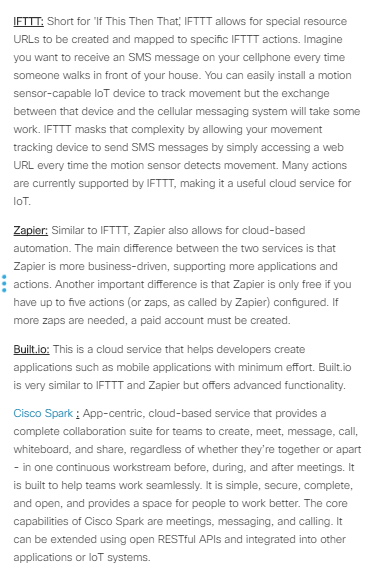 IFTTT: Short for 'If This Then That', IFTTT allows for special resource
URLs to be created and mapped to specific IFTTT actions. Imagine
you want to receive an SMS message on your cellphone every time
someone walks in front of your house. You can easily install a motion
sensor-capable IoT device to track movement but the exchange
between that device and the cellular messaging system will take some
work. IFTTT masks that complexity by allowing your movement
tracking device to send SMS messages by simply accessing a web
URL every time the motion sensor detects movement. Many actions
are currently supported by IFTTT, making it a useful cloud service for
IoT.
Zapier: Similar to IFTTT, Zapier also allows for cloud-based
automation. The main difference between the two services is that
Zapier is more business-driven, supporting more applications and
actions. Another important difference is that Zapier is only free if you
have up to five actions (or zaps, as called by Zapier) configured. If
more zaps are needed, a paid account must be created.
Built.io: This is a cloud service that helps developers create
applications such as mobile applications with minimum effort. Built.io
is very similar to IFTTT and Zapier but offers advanced functionality.
Cisco Spark : App-centric, cloud-based service that provides a
complete collaboration suite for teams to create, meet, message, call,
whiteboard, and share, regardless of whether they're together or apart
- in one continuous workstream before, during, and after meetings. It
is built to help teams work seamlessly. It is simple, secure, complete,
and open, and provides a space for people to work better. The core
capabilities of Cisco Spark are meetings, messaging, and calling. It
can be extended using open RESTful APIs and integrated into other
applications or IoT systems.